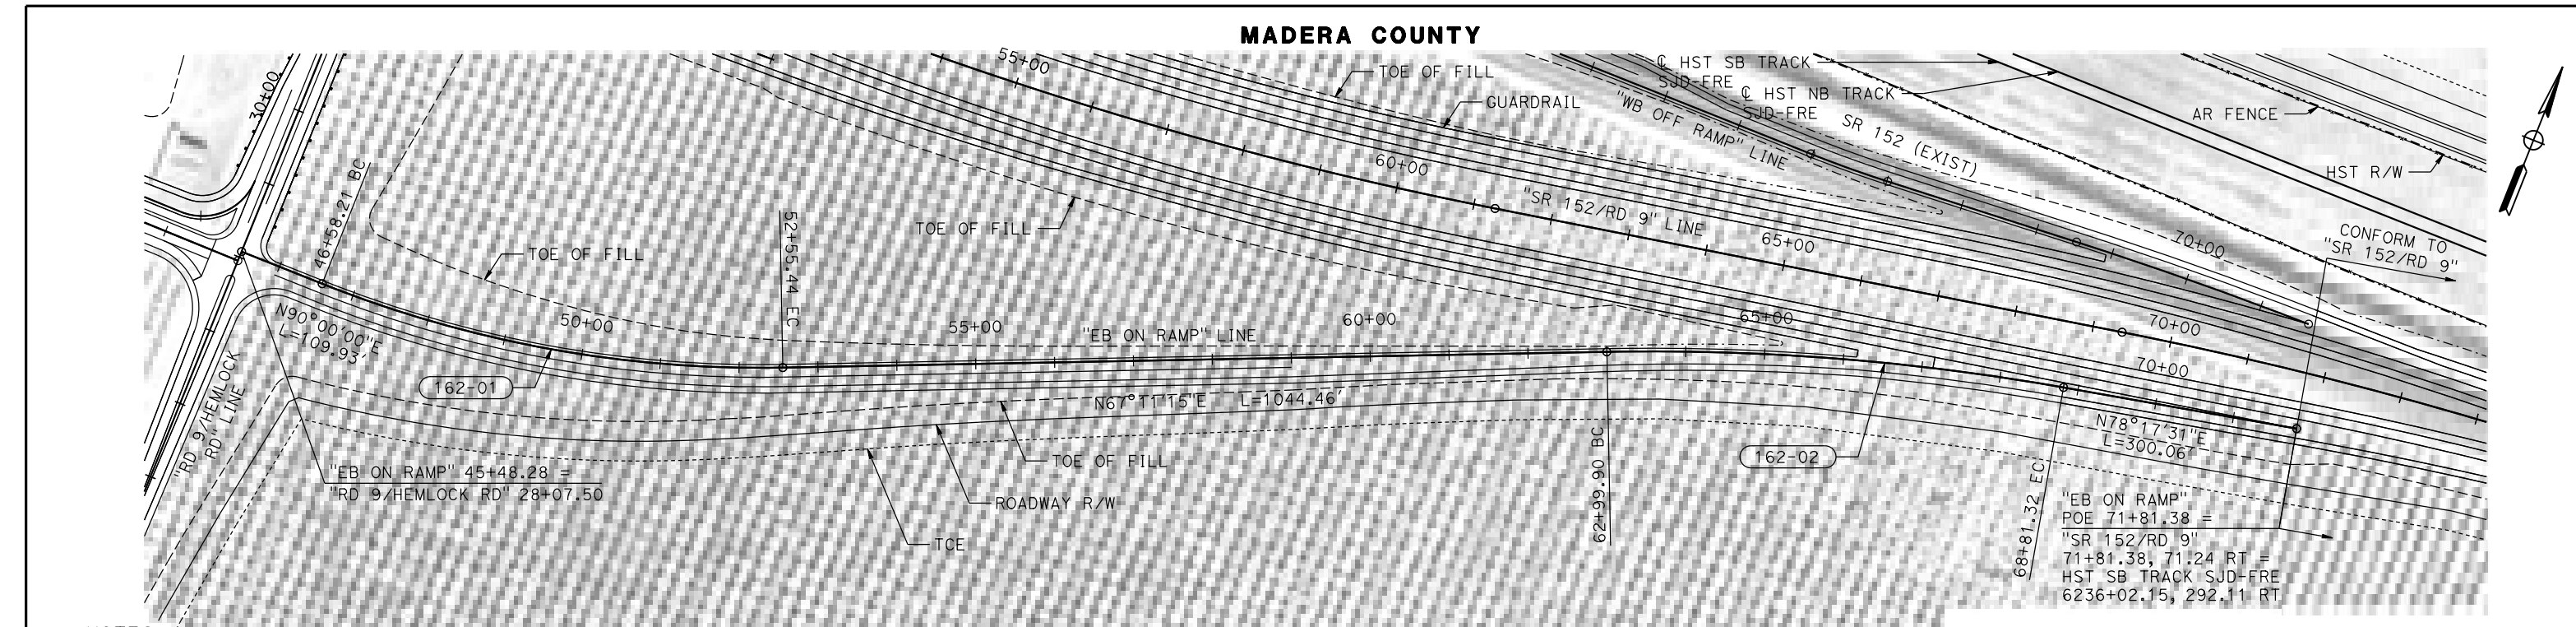 MADERA COUNTY
30+00
55+00
TOE OF FILL
GUARDRAIL
℄ HST SB TRACK
SJD-FRE
℄ HST NB TRACK
SJD-FRE
"WB OFF RAMP" LINE
SR 152 (EXIST)
AR FENCE
HST R/W
46+58.21 BC
60+00
"SR 152/RD 9" LINE
TOE OF FILL
TOE OF FILL
52+55.44 EC
65+00
70+00
CONFORM TO
"SR 152/RD 9"
N90°00'00"E
L=109.93'
50+00
55+00
"EB ON RAMP" LINE
60+00
65+00
70+00
70+00
162-01
"RD 9/HEMLOCK
RD" LINE
N67°11'15"E L=1044.46'
N78°17'31"E
L=300.06'
162-02
62+99.90 BC
68+81.32 EC
"EB ON RAMP" 45+48.28 =
"RD 9/HEMLOCK RD" 28+07.50
TOE OF FILL
ROADWAY R/W
TCE
"EB ON RAMP"
POE 71+81.38 =
"SR 152/RD 9"
71+81.38, 71.24 RT =
HST SB TRACK SJD-FRE
6236+02.15, 292.11 RT